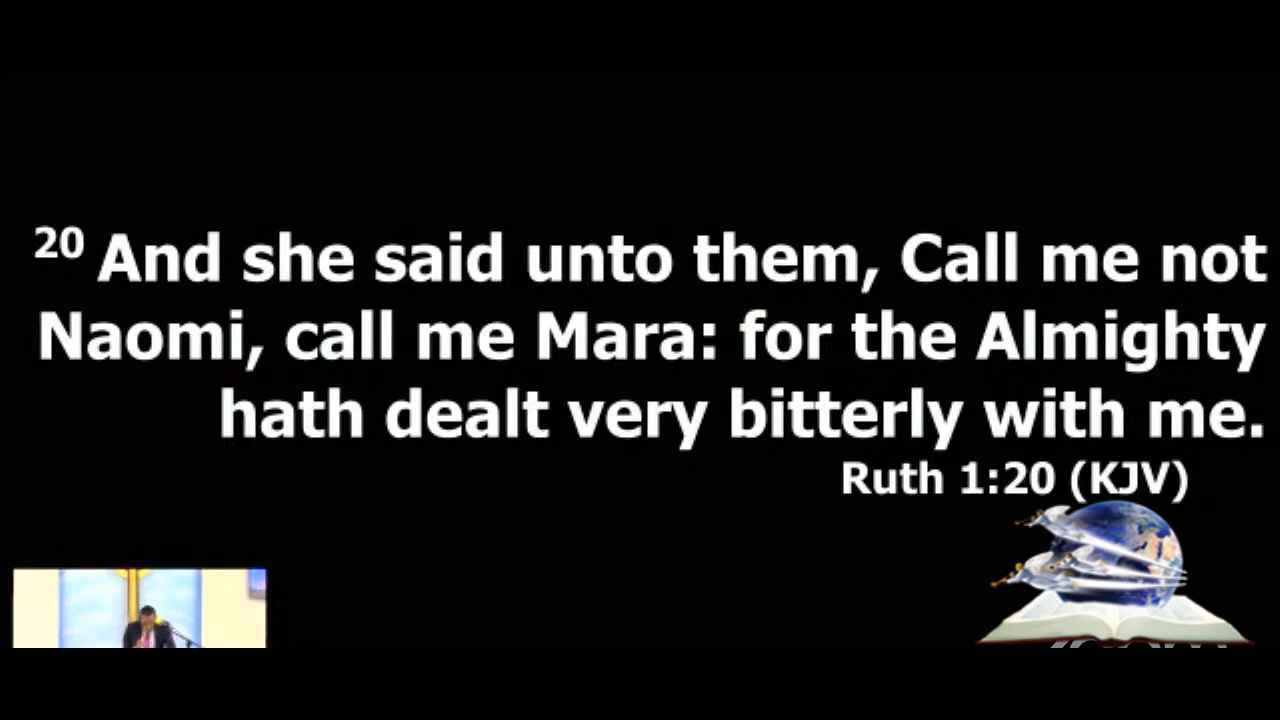 20 And she said unto them, Call me not
Naomi, call me Mara: for the Almighty
hath dealt very bitterly with me.
Ruth 1:20 (KJV)